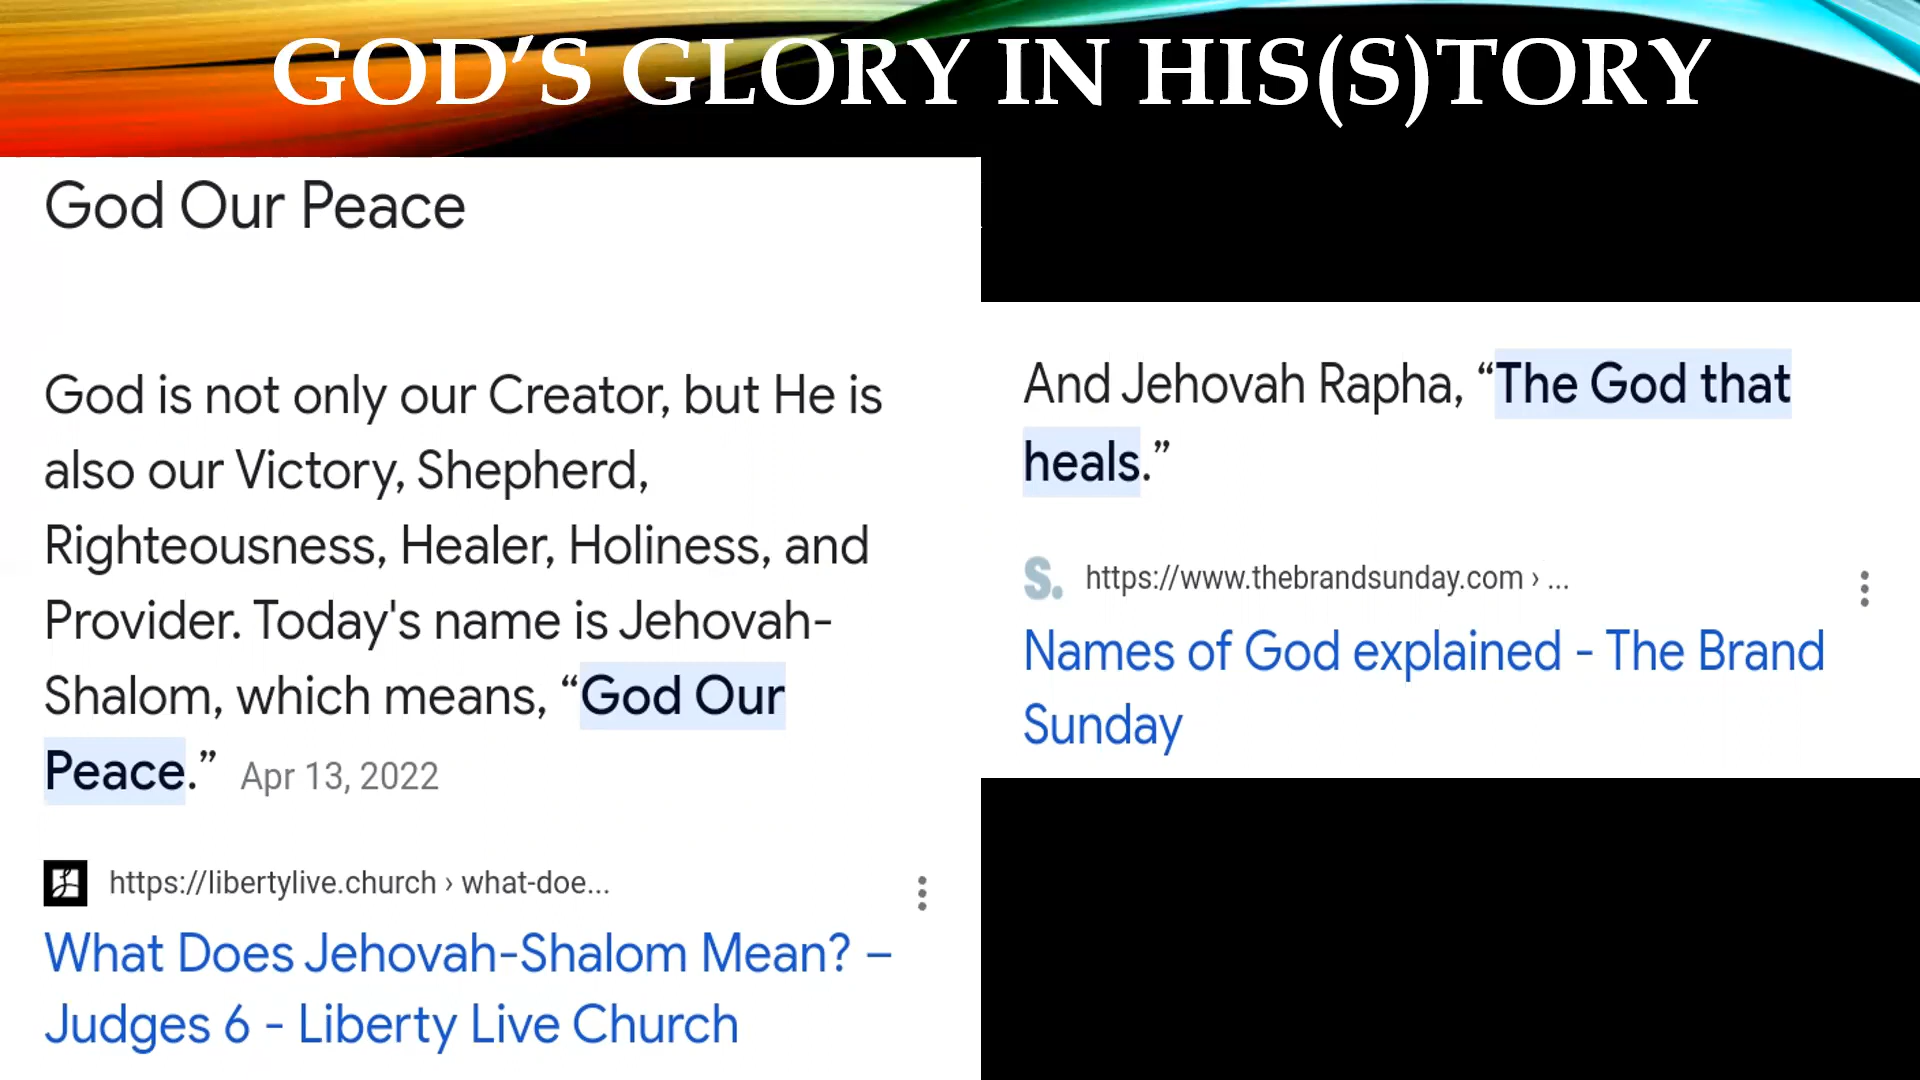 GOD’S GLORY IN HIS(S)TORY
God Our Peace
God is not only our Creator, but He is
also our Victory, Shepherd,
Righteousness, Healer, Holiness, and
Provider. Today's name is Jehovah-
Shalom, which means, “God Our
Peace.” Apr 13, 2022
https://libertylive.church › what-doe...
What Does Jehovah-Shalom Mean? –
Judges 6 - Liberty Live Church
And Jehovah Rapha, “The God that
heals.”
S. https://www.thebrandsunday.com › ...
Names of God explained - The Brand
Sunday